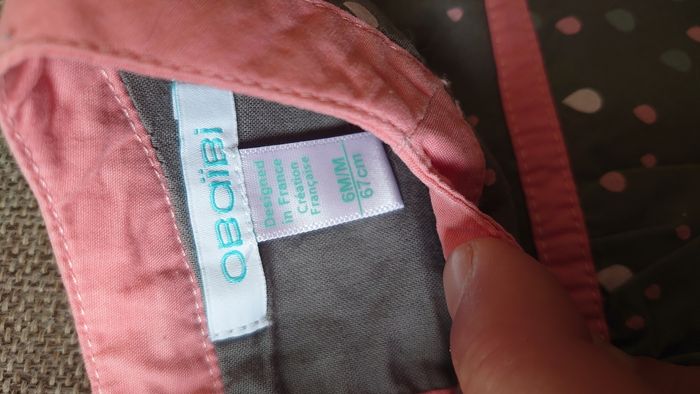 OBAÏBI
Designed
in France
Création
Française
6M/M
67cm